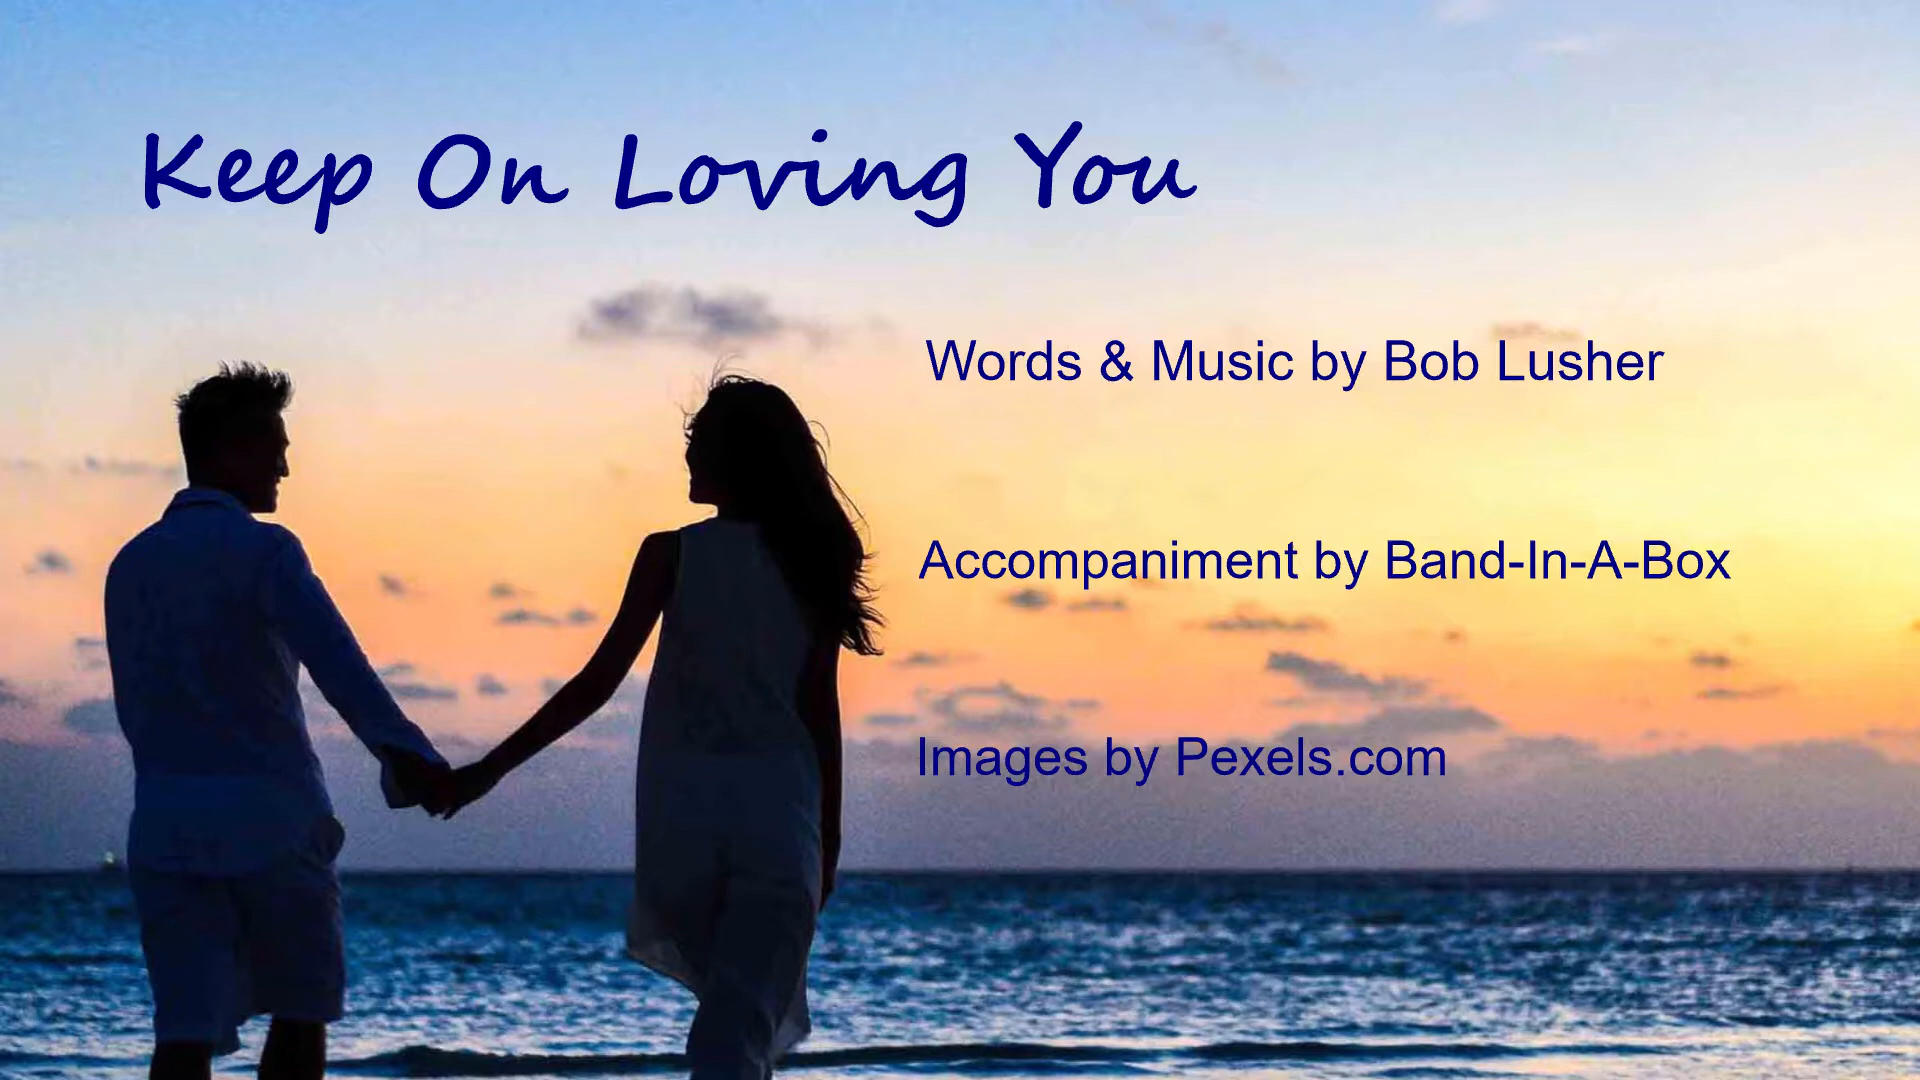 Keep On Loving You
Words & Music by Bob Lusher
Accompaniment by Band-In-A-Box
Images by Pexels.com